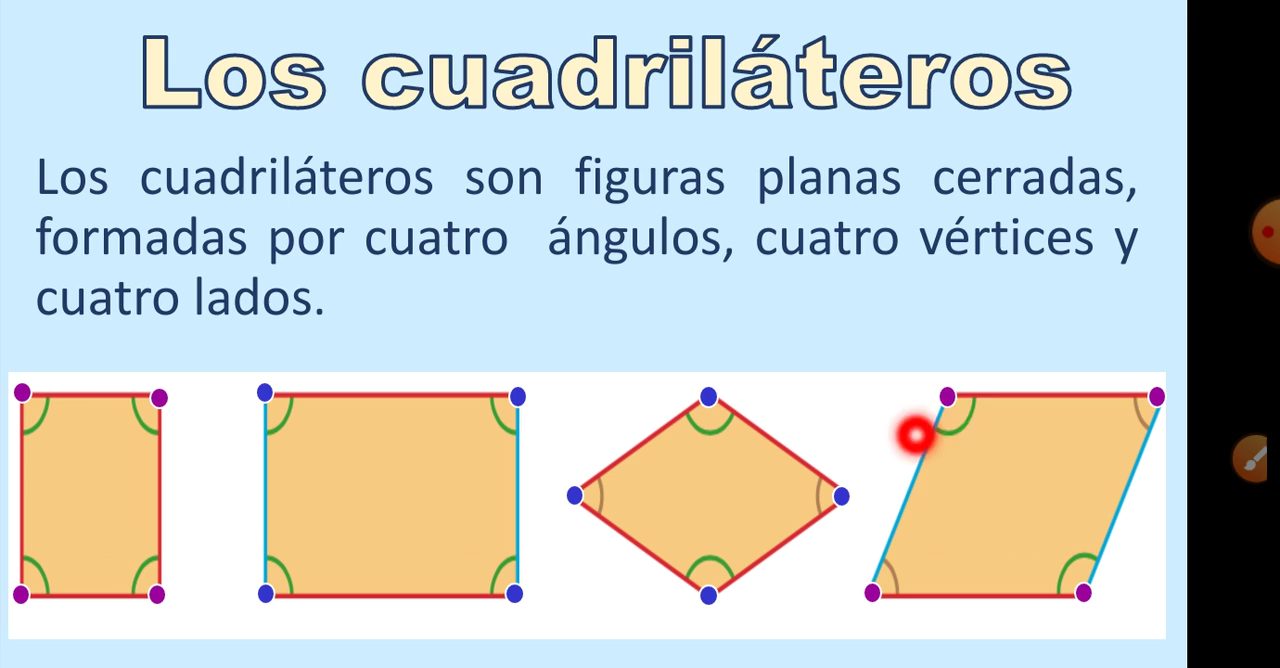 Los cuadriláteros
Los cuadriláteros son figuras planas cerradas,
formadas por cuatro ángulos, cuatro vértices y
cuatro lados.